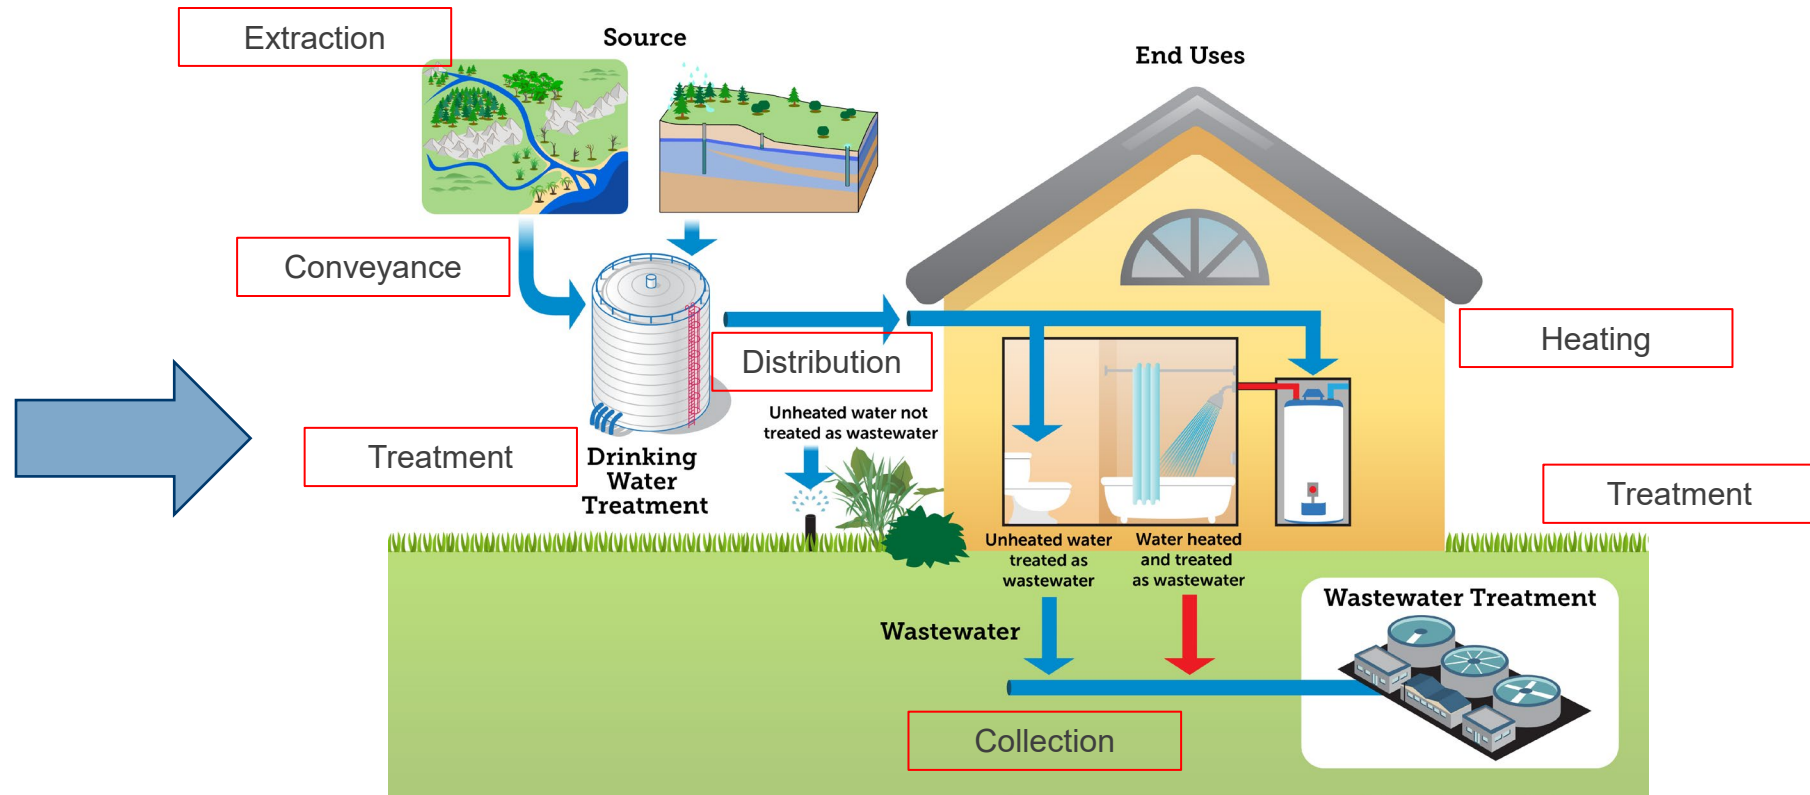 Extraction
Source
End Uses
Conveyance
Distribution
Heating
Unheated water not
treated as wastewater
Treatment
Drinking
Water
Treatment
Treatment
Unheated water
treated as
wastewater
Water heated
and treated
as wastewater
Wastewater Treatment
Wastewater
Collection